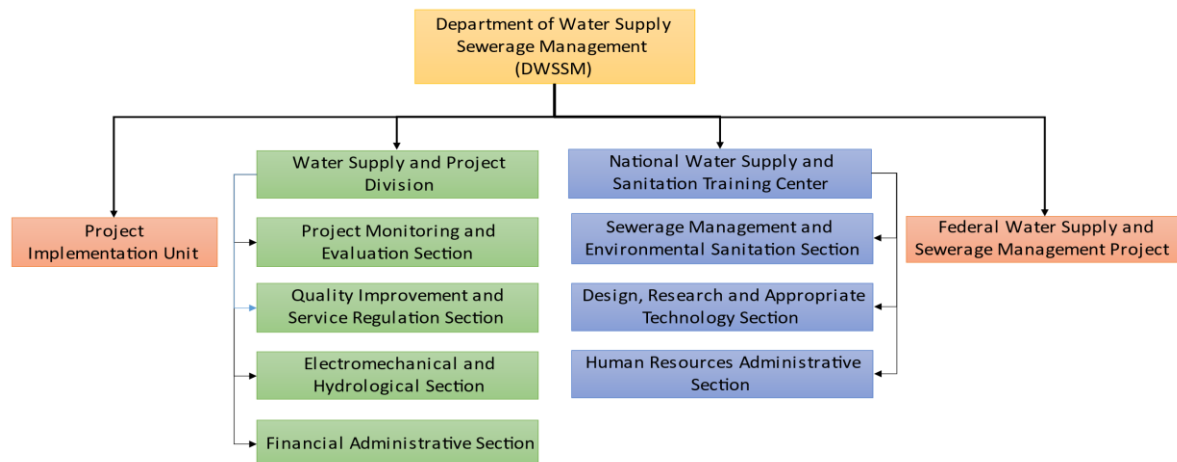 Department of Water Supply
Sewerage Management
(DWSSM)
Water Supply and Project
Division
National Water Supply and
Sanitation Training Center
Project
Implementation Unit
Project Monitoring and
Evaluation Section
Sewerage Management and
Environmental Sanitation Section
Federal Water Supply and
Sewerage Management Project
Quality Improvement and
Service Regulation Section
Design, Research and Appropriate
Technology Section
Electromechanical and
Hydrological Section
Human Resources Administrative
Section
Financial Administrative Section